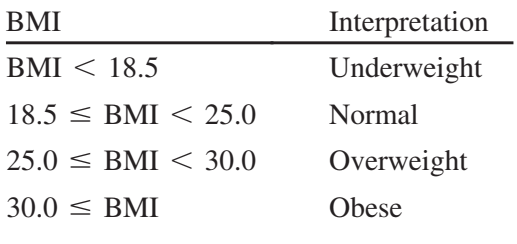 BMI Interpretation
BMI < 18.5 Underweight
18.5 ≤ BMI < 25.0 Normal
25.0 ≤ BMI < 30.0 Overweight
30.0 ≤ BMI Obese